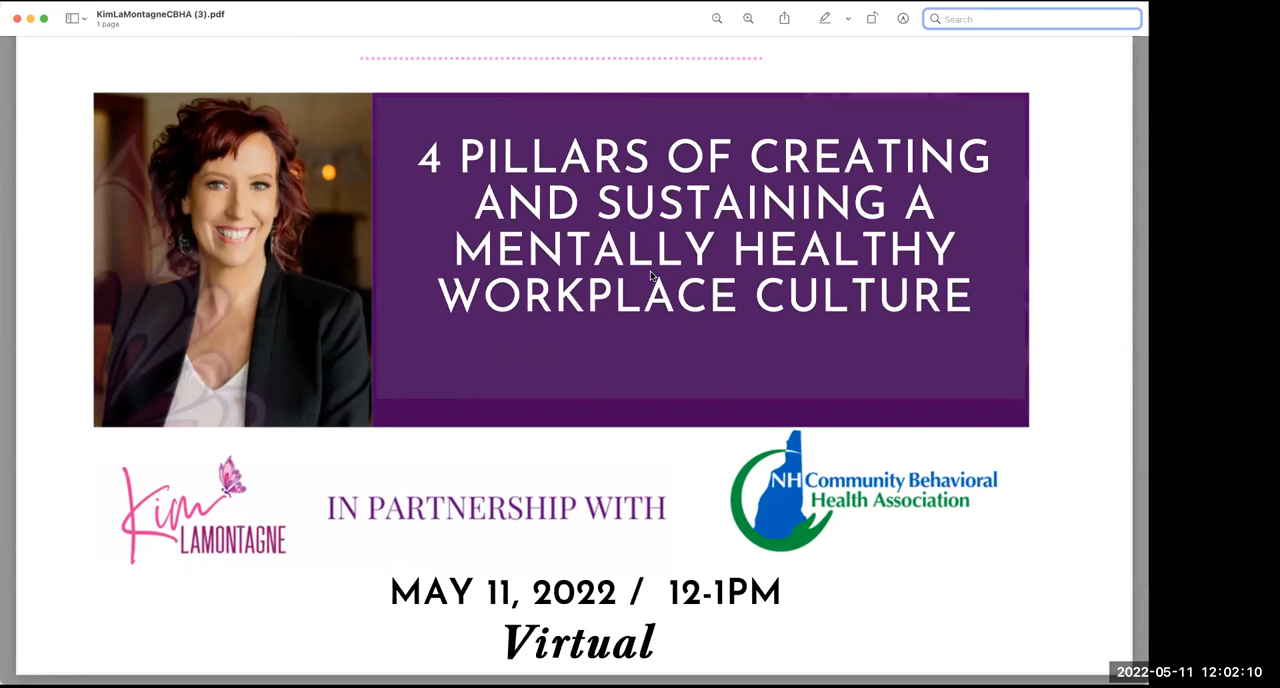 KimLaMontagneCBHA (3).pdf
1 page
Search
4 PILLARS OF CREATING
AND SUSTAINING A
MENTALLY HEALTHY
WORKPLACE CULTURE
Kim
LAMONTAGNE
IN PARTNERSHIP WITH
NH Community Behavioral
Health Association
MAY 11, 2022 / 12-1PM
Virtual
2022-05-11 12:02:10